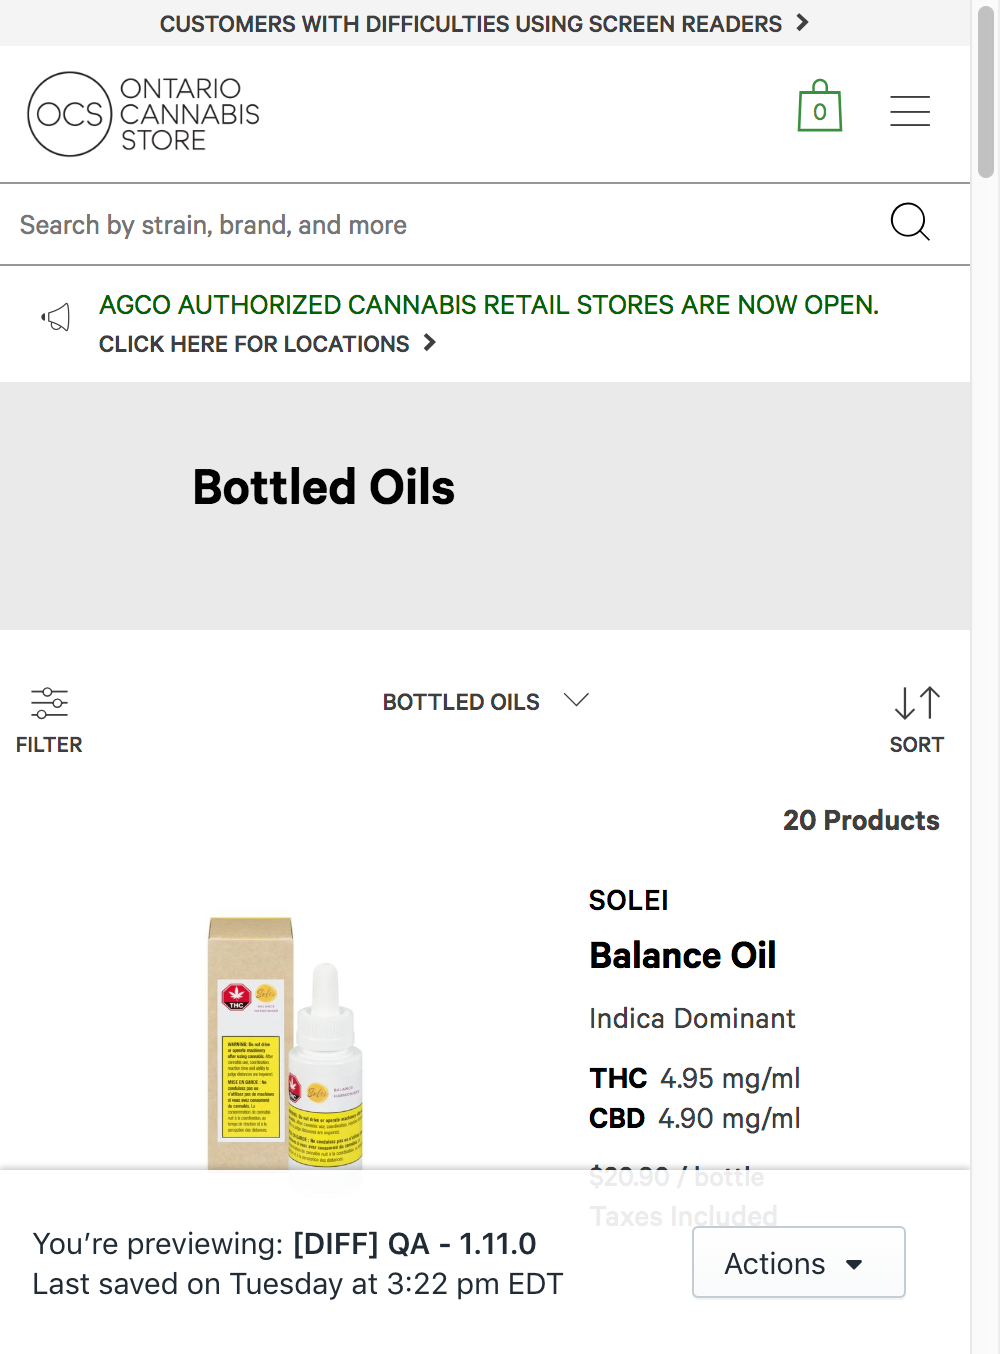 CUSTOMERS WITH DIFFICULTIES USING SCREEN READERS
OCS
ONTARIO
CANNABIS
STORE
0
Search by strain, brand, and more
AGCO AUTHORIZED CANNABIS RETAIL STORES ARE NOW OPEN.
CLICK HERE FOR LOCATIONS
Bottled Oils
FILTER
BOTTLED OILS
SORT
20 Products
SOLEI
Balance Oil
Indica Dominant
THC 4.95 mg/ml
CBD 4.90 mg/ml
$20.90 / bottle
Taxes Included
THC
Solei
You’re previewing: [DIFF] QA - 1.11.0
Last saved on Tuesday at 3:22 pm EDT
Actions